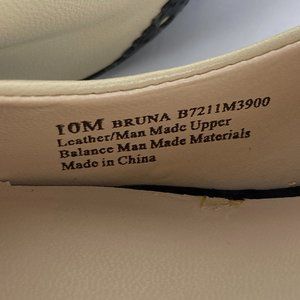 10M BRUNA B7211M3900
Leather/Man Made Upper
Balance Man Made Materials
Made in China